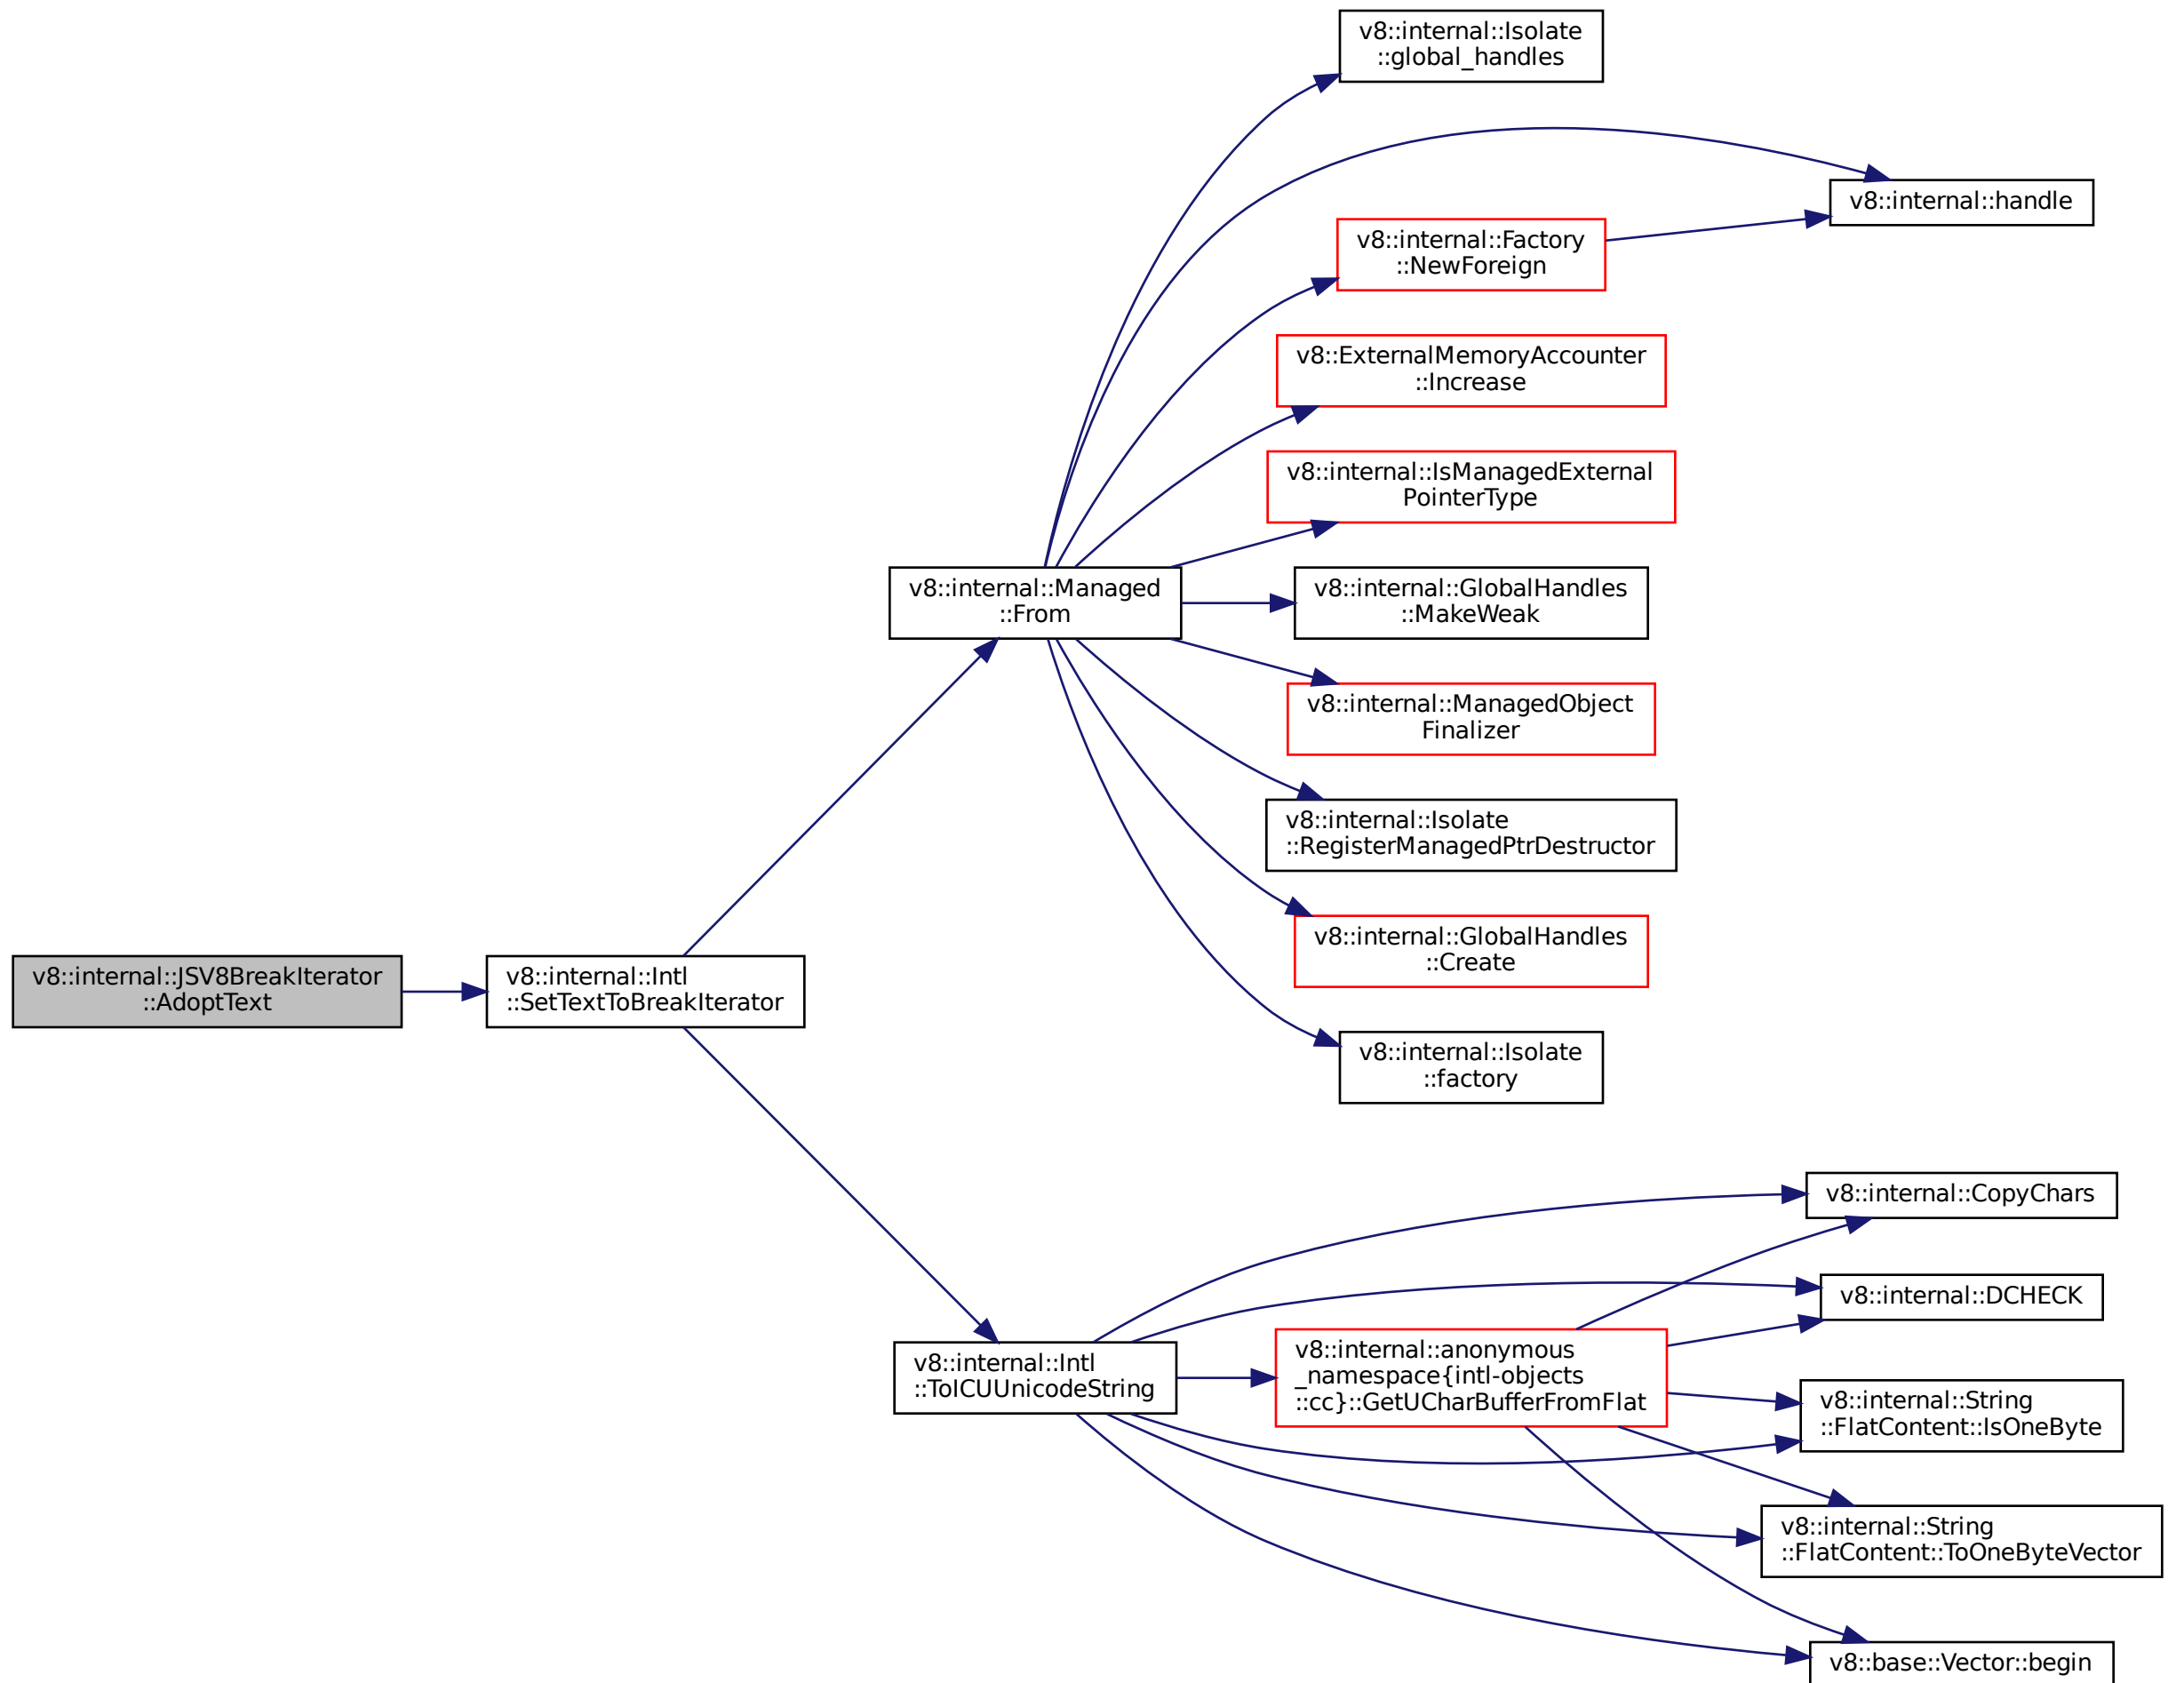 v8::internal::Isolate
::global_handles
v8::internal::handle
v8::internal::Factory
::NewForeign
v8::ExternalMemoryAccounter
::Increase
v8::internal::IsManagedExternal
PointerType
v8::internal::Managed
::From
v8::internal::GlobalHandles
::MakeWeak
v8::internal::ManagedObject
Finalizer
v8::internal::Isolate
::RegisterManagedPtrDestructor
v8::internal::JSV8BreakIterator
::AdoptText
v8::internal::Intl
::SetTextToBreakIterator
v8::internal::GlobalHandles
::Create
v8::internal::Isolate
::factory
v8::internal::CopyChars
v8::internal::DCHECK
v8::internal::Intl
::ToICUUnicodeString
v8::internal::anonymous
_namespace{intl-objects
::cc}::GetUCharBufferFromFlat
v8::internal::String
::FlatContent::IsOneByte
v8::internal::String
::FlatContent::ToOneByteVector
v8::base::Vector::begin